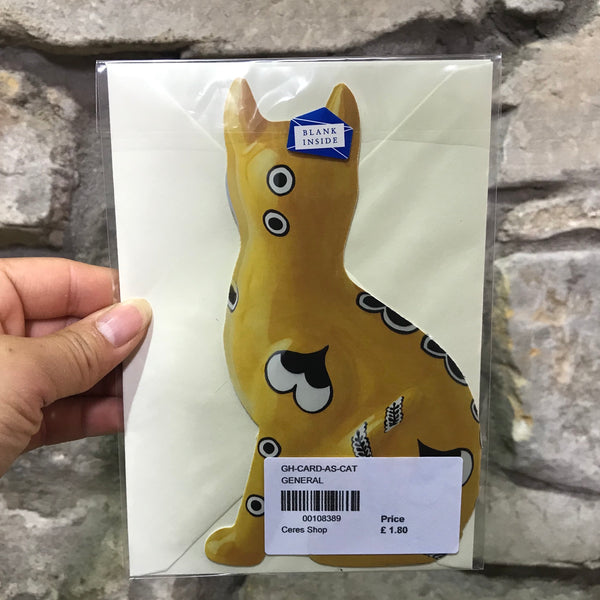 BLANK
INSIDE
GH-CARD-AS-CAT
GENERAL
00108389
Price
Ceres Shop
£ 1.80